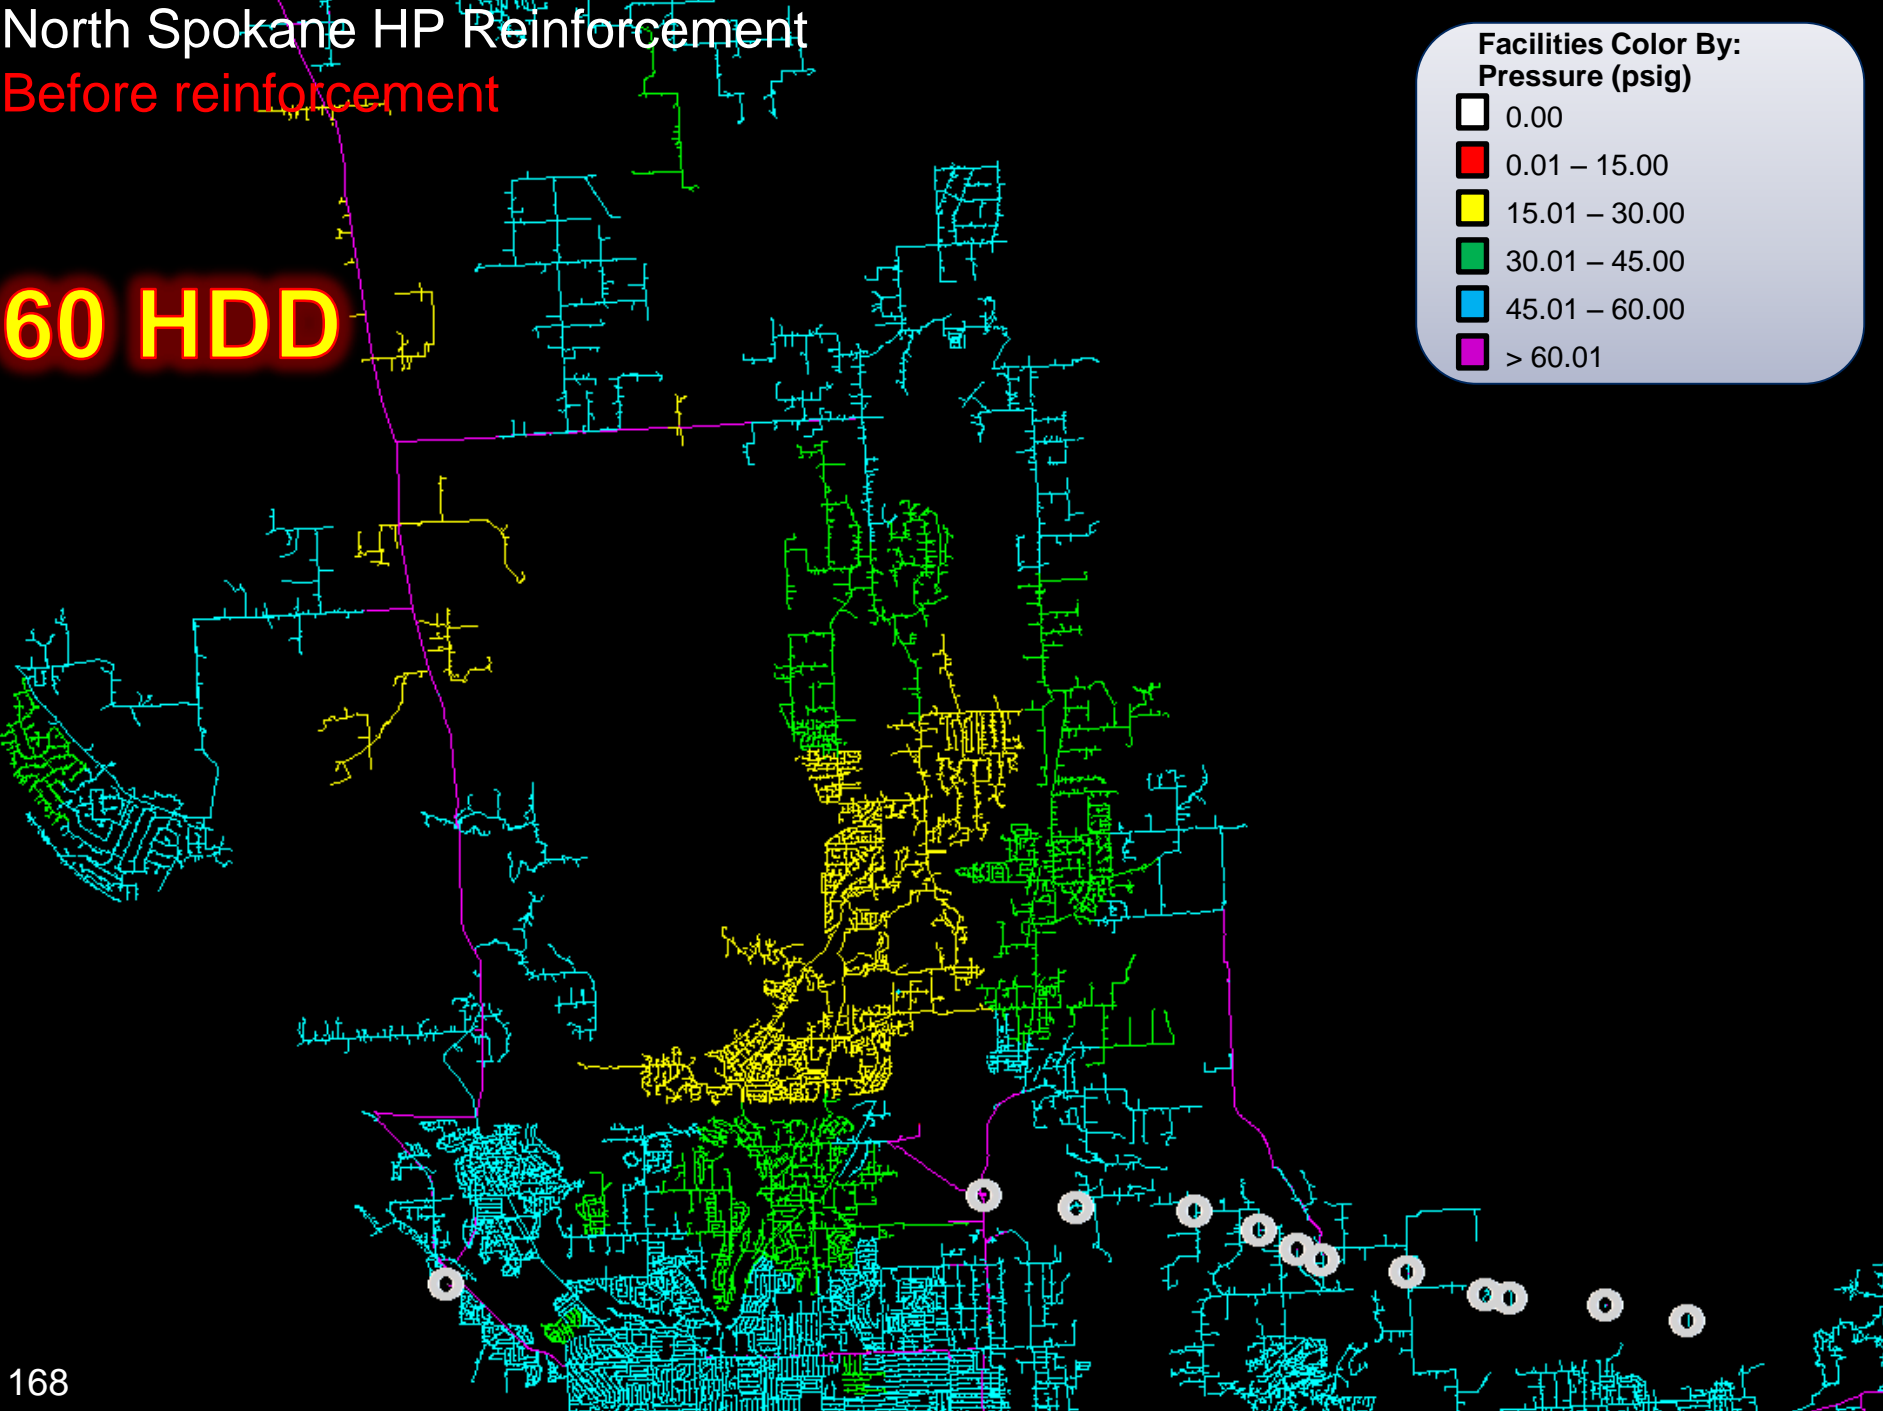 North Spokane HP Reinforcement
Before reinforcement
60 HDD
Facilities Color By:
Pressure (psig)
0.00
0.01 – 15.00
15.01 – 30.00
30.01 – 45.00
45.01 – 60.00
> 60.01
168